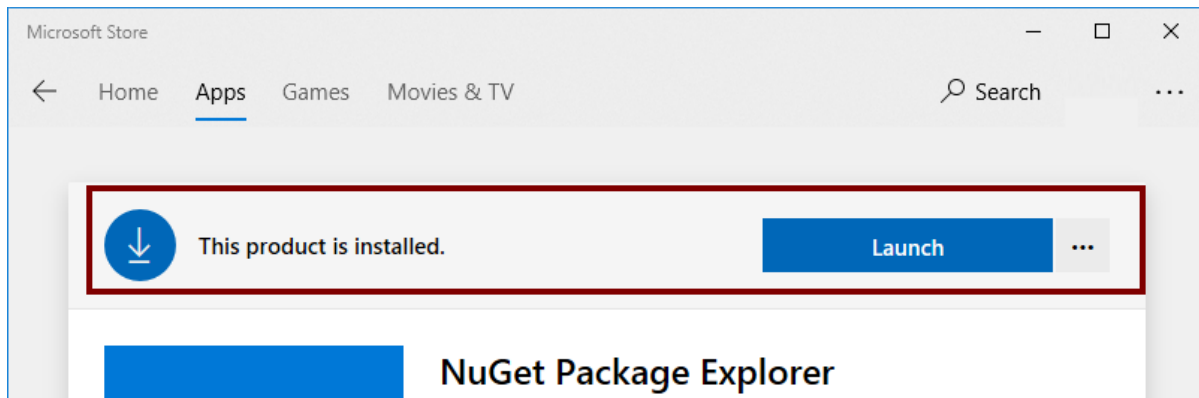 Microsoft Store
Home Apps Games Movies & TV Search ...
This product is installed. Launch ...
NuGet Package Explorer